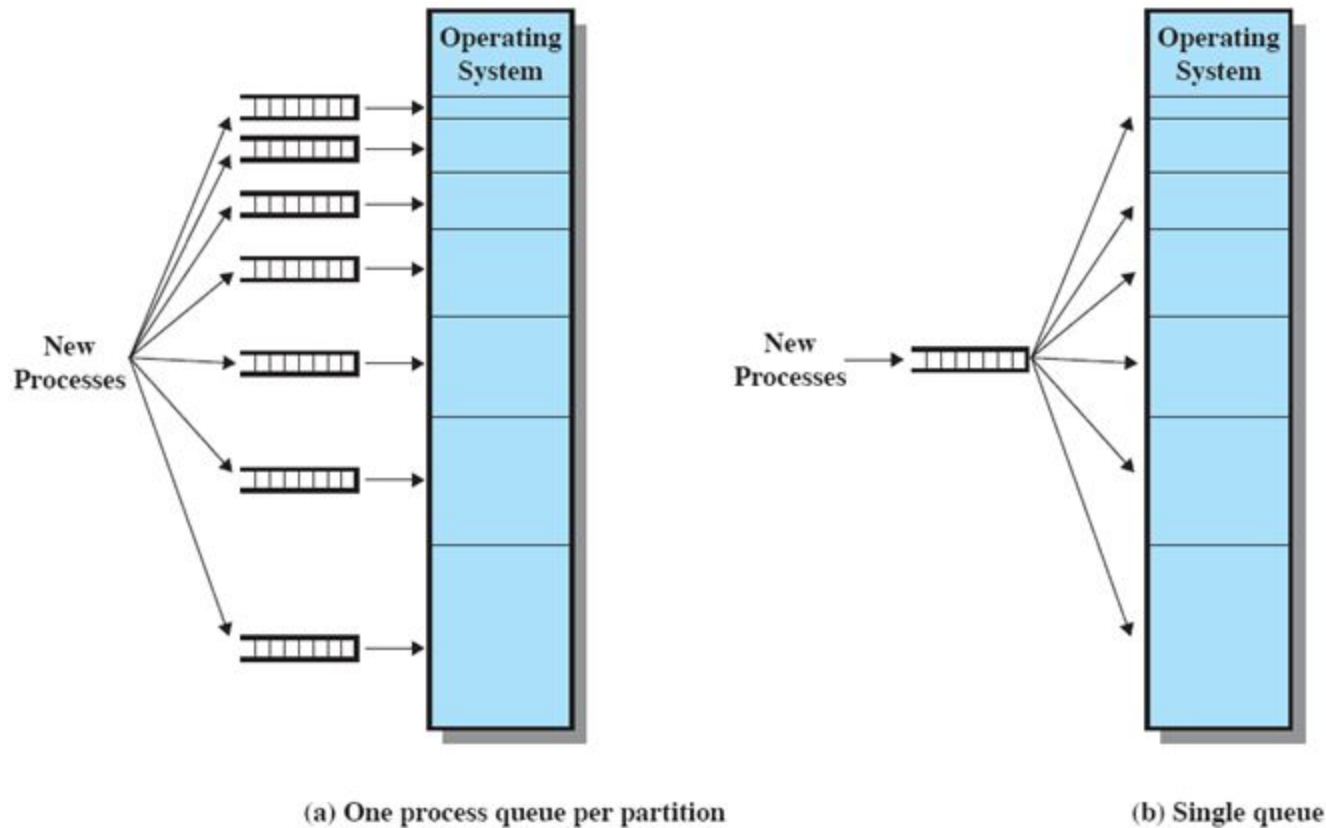 Operating
System
New
Processes
(a) One process queue per partition
Operating
System
New
Processes
(b) Single queue